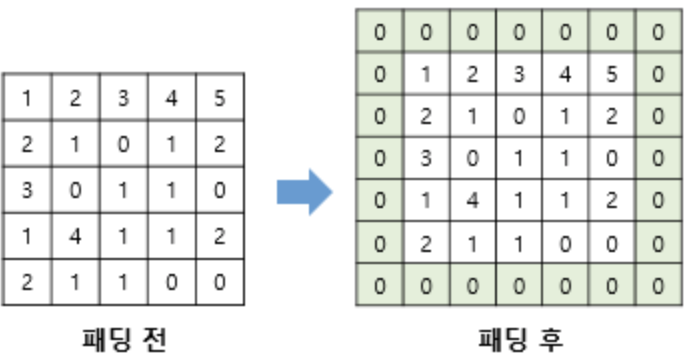 0 0 0 0 0 0 0
0 1 2 3 4 5 0
0 2 1 0 1 2 0
0 3 0 1 1 0 0
0 1 4 1 1 2 0
0 2 1 1 0 0 0
0 0 0 0 0 0 0
1 2 3 4 5
2 1 0 1 2
3 0 1 1 0
1 4 1 1 2
2 1 1 0 0
패딩 전
패딩 후